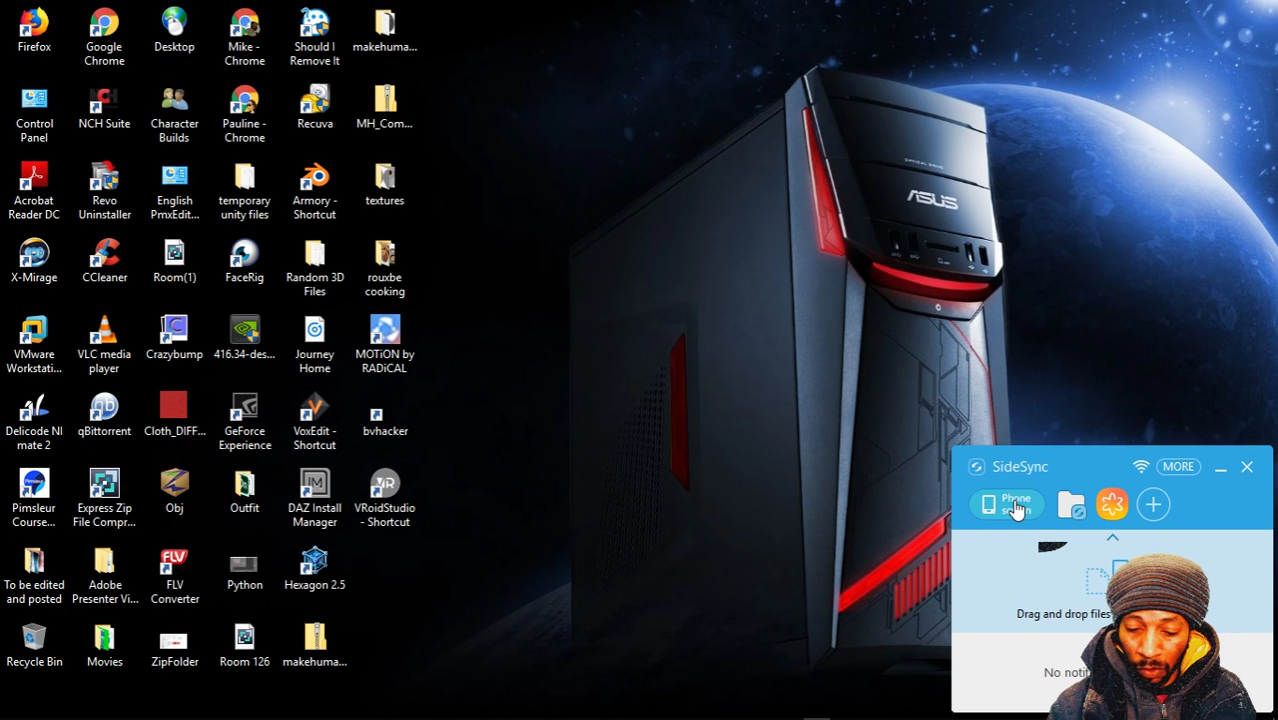 Firefox
Google
Chrome
Desktop
Mike -
Chrome
Should I
Remove It
makehuma...
Control
Panel
NCH Suite
Character
Builds
Pauline -
Chrome
Recuva
MH_Com...
Acrobat
Reader DC
Revo
Uninstaller
English
PmxEdit...
temporary
unity files
Armory -
Shortcut
textures
X-Mirage
CCleaner
Room(1)
FaceRig
Random 3D
Files
rouxbe
cooking
VMware
Workstati...
VLC media
player
Crazybump
416.34-des...
Journey
Home
MOTiON by
RADiCAL
Delicode NI
mate 2
qBittorrent
Cloth_DIFF...
GeForce
Experience
VoxEdit -
Shortcut
bvhacker
Pimsleur
Course...
Express Zip
File Compr...
Obj
Outfit
DAZ Install
Manager
VRoidStudio
- Shortcut
To be edited
and posted
Adobe
Presenter Vi...
FLV
Converter
Python
Hexagon 2.5
Recycle Bin
Movies
ZipFolder
Room 126
makehuma...
OPTICAL DRIVE
ASUS
SideSync
MORE
Phone
Drag and drop files
No